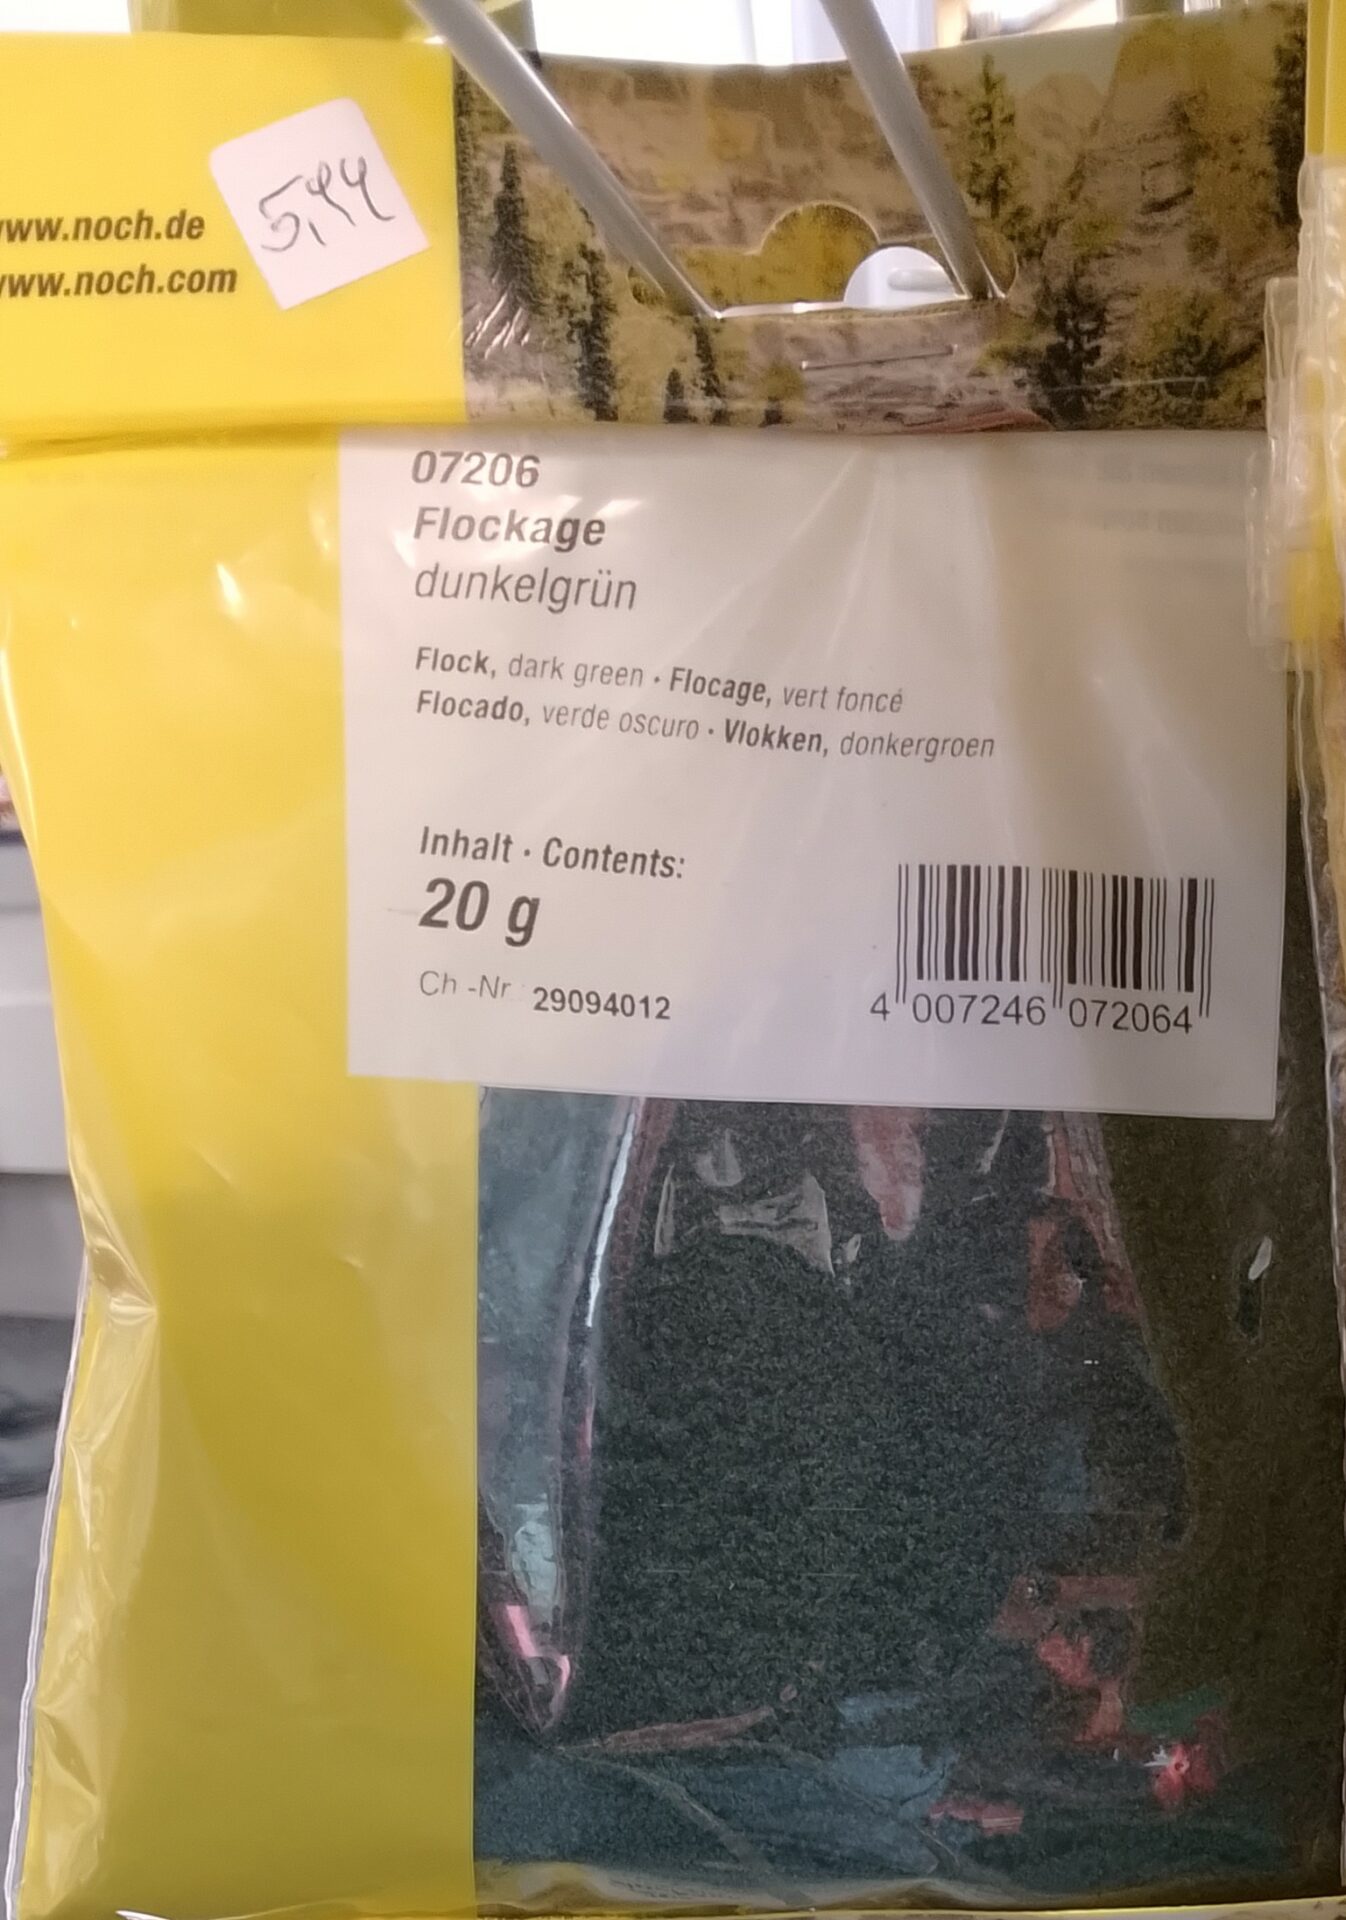 5,44
www.noch.de
www.noch.com
07206
Flockage
dunkelgrün
Flock, dark green · Flocage, vert foncé
Flocado, verde oscuro · Vlokken, donkergroen
Inhalt · Contents:
20 g
Ch -Nr : 29094012
4 007246 072064